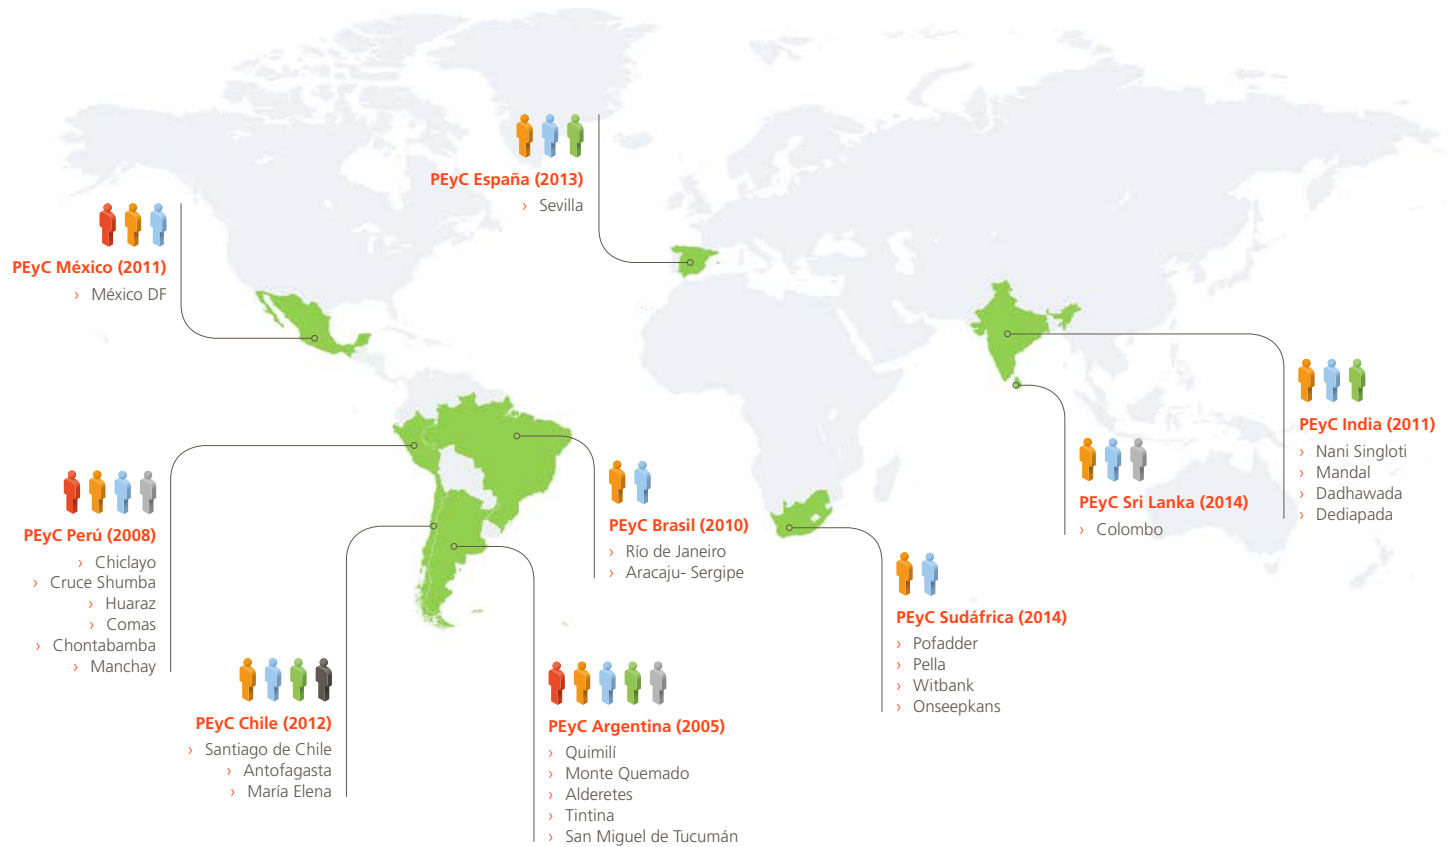 PEyC España (2013)
› Sevilla
PEyC México (2011)
› México DF
PEyC India (2011)
› Nani Singloti
› Mandal
› Dadhawada
› Dediapada
PEyC Sri Lanka (2014)
› Colombo
PEyC Perú (2008)
› Chiclayo
› Cruce Shumba
› Huaraz
› Comas
› Chontabamba
› Manchay
PEyC Brasil (2010)
› Río de Janeiro
› Aracaju- Sergipe
PEyC Sudáfrica (2014)
› Pofadder
› Pella
› Witbank
› Onseepkans
PEyC Chile (2012)
› Santiago de Chile
› Antofagasta
› María Elena
PEyC Argentina (2005)
› Quimilí
› Monte Quemado
› Alderetes
› Tintina
› San Miguel de Tucumán